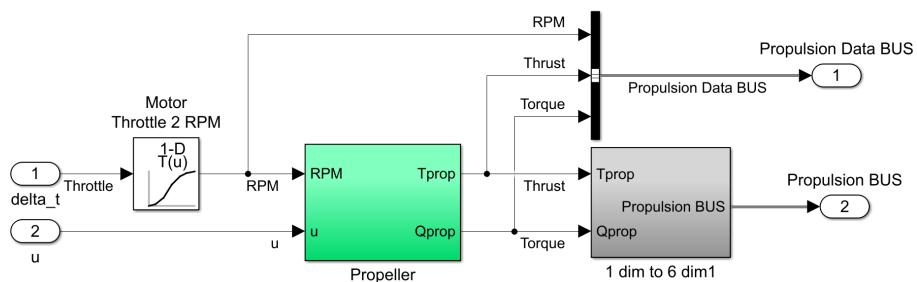 RPM
Propulsion Data BUS
Thrust
1
Propulsion Data BUS
Motor
Throttle 2 RPM
Torque
1-D
T(u)
1
Throttle
delta_t
RPM
RPM
Tprop
Thrust
Tprop
Propulsion BUS
Propulsion BUS
2
2
u
u
u
Qprop
Torque
Qprop
Propeller
1 dim to 6 dim1